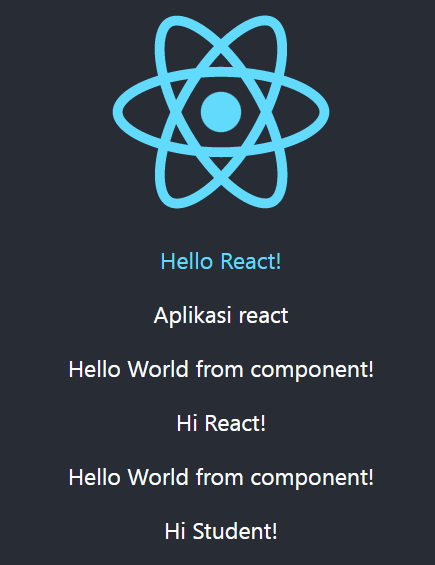 Hello React!
Aplikasi react
Hello World from component!
Hi React!
Hello World from component!
Hi Student!